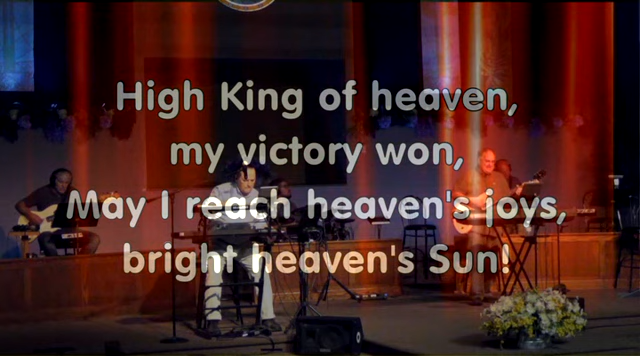 High King of heaven,
my victory won,
May I reach heaven's joys,
bright heaven's Sun!